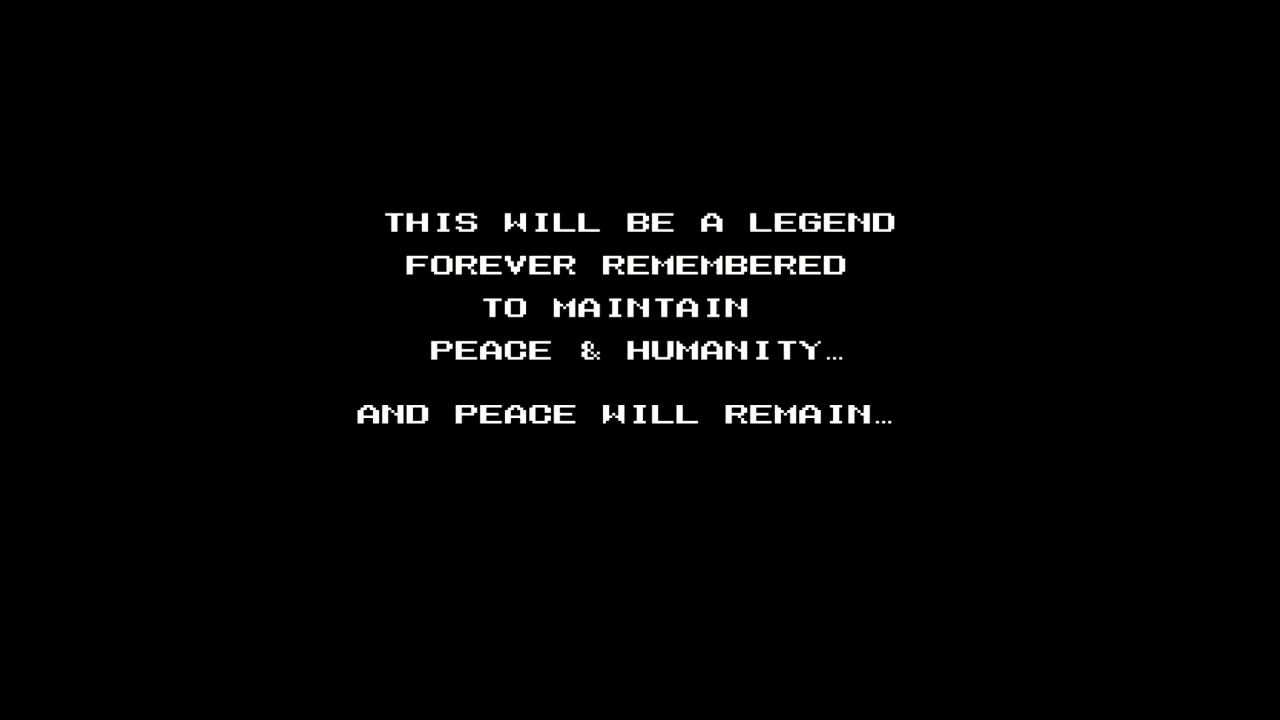 THIS WILL BE A LEGEND
FOREVER REMEMBERED
TO MAINTAIN
PEACE & HUMANITY…
AND PEACE WILL REMAIN…